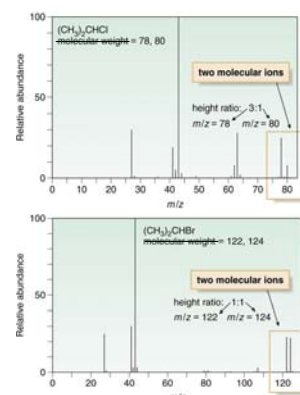 100
(CH₃)₂CHCl
molecular weight = 78, 80
two molecular ions
50
height ratio: 3:1
m/z = 78 m/z = 80
Relative abundance
0
0 10 20 30 40 50 60 70 80
m/z
100
(CH₃)₂CHBr
molecular weight = 122, 124
two molecular ions
50
height ratio: 1:1
m/z = 122 m/z = 124
Relative abundance
0
0 20 40 60 80 100 120
m/z